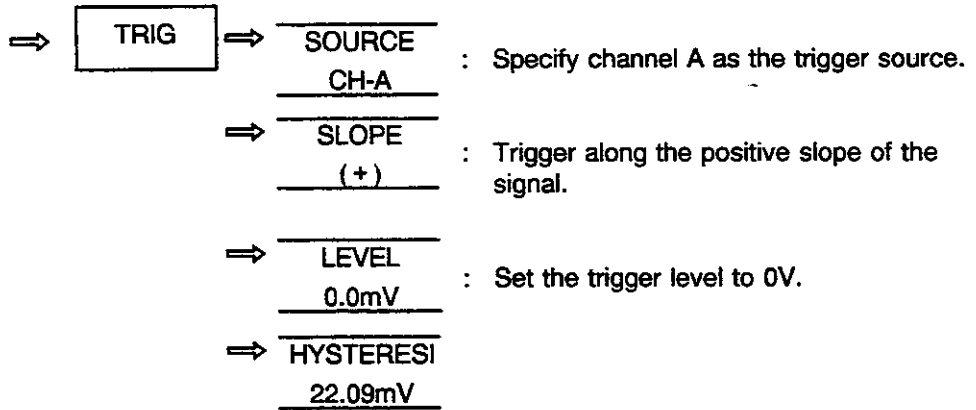 ⇒ TRIG ⇒ SOURCE
CH-A
: Specify channel A as the trigger source.
⇒ SLOPE
(+)
: Trigger along the positive slope of the
signal.
⇒ LEVEL
0.0mV
: Set the trigger level to 0V.
⇒ HYSTERESI
22.09mV